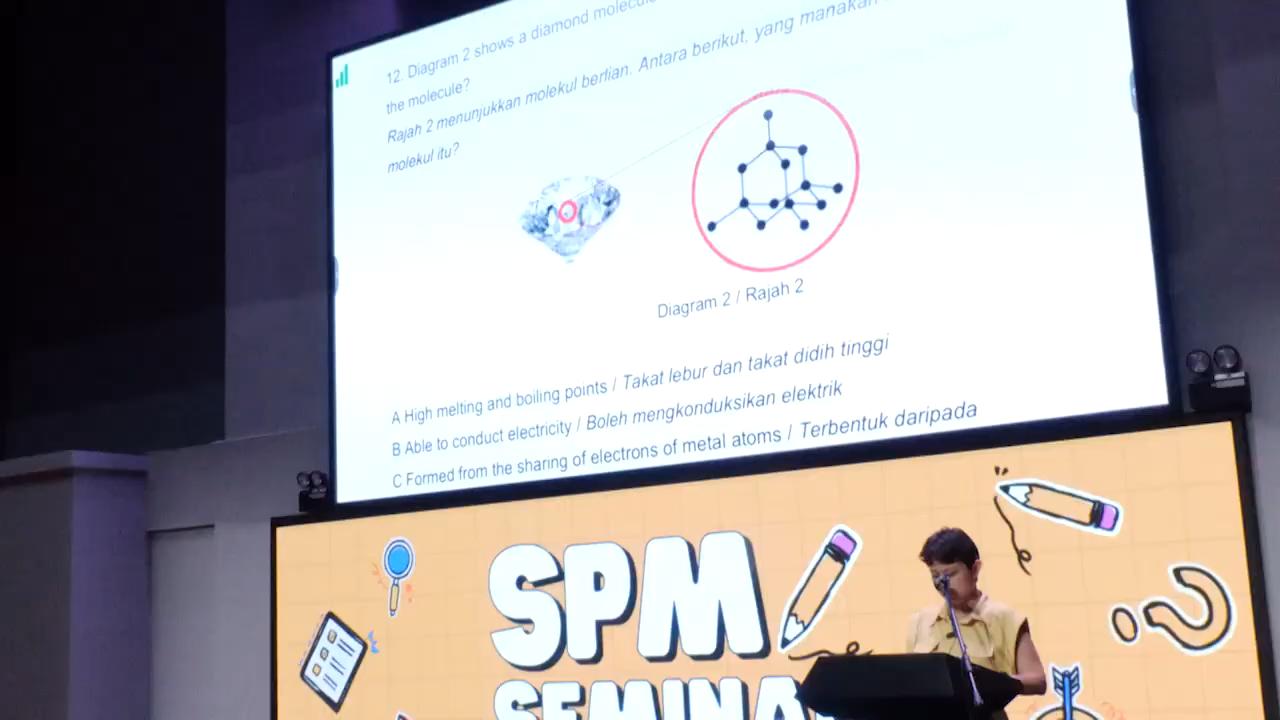 12. Diagram 2 shows a diamond molecule
the molecule?
Rajah 2 menunjukkan molekul berlian. Antara berikut, yang manakah
molekul itu?
Diagram 2 / Rajah 2
A High melting and boiling points / Takat lebur dan takat didih tinggi
B Able to conduct electricity / Boleh mengkonduksikan elektrik
C Formed from the sharing of electrons of metal atoms / Terbentuk daripada
SPM
SEMINA